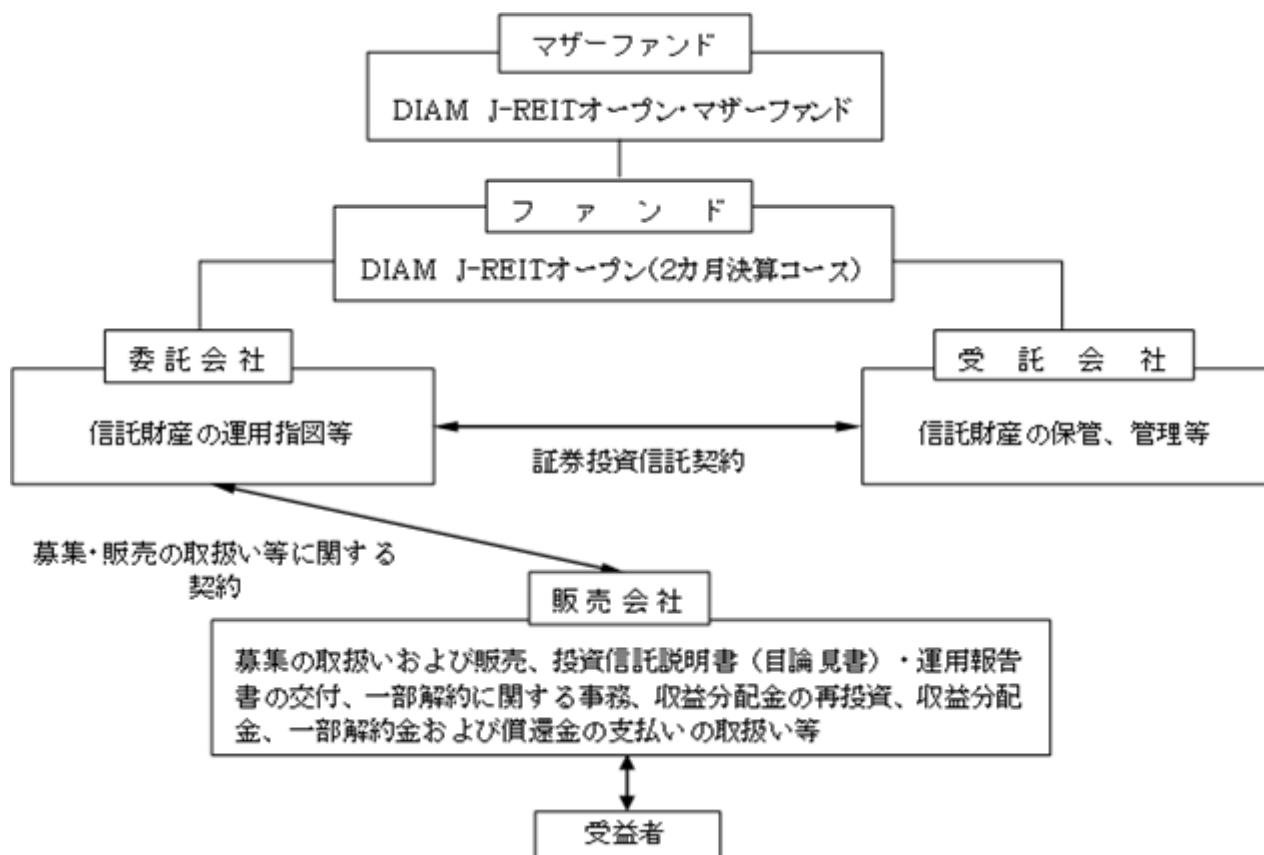 マザーファンド
DIAM J-REITオープン・マザーファンド
ファンド
DIAM J-REITオープン(2カ月決算コース)
委託会社
受託会社
信託財産の運用指図等
信託財産の保管、管理等
証券投資信託契約
募集・販売の取扱い等に関する
契約
販売会社
募集の取扱いおよび販売、投資信託説明書(目論見書)・運用報告
書の交付、一部解約に関する事務、収益分配金の再投資、収益分配
金、一部解約金および償還金の支払いの取扱い等
受益者